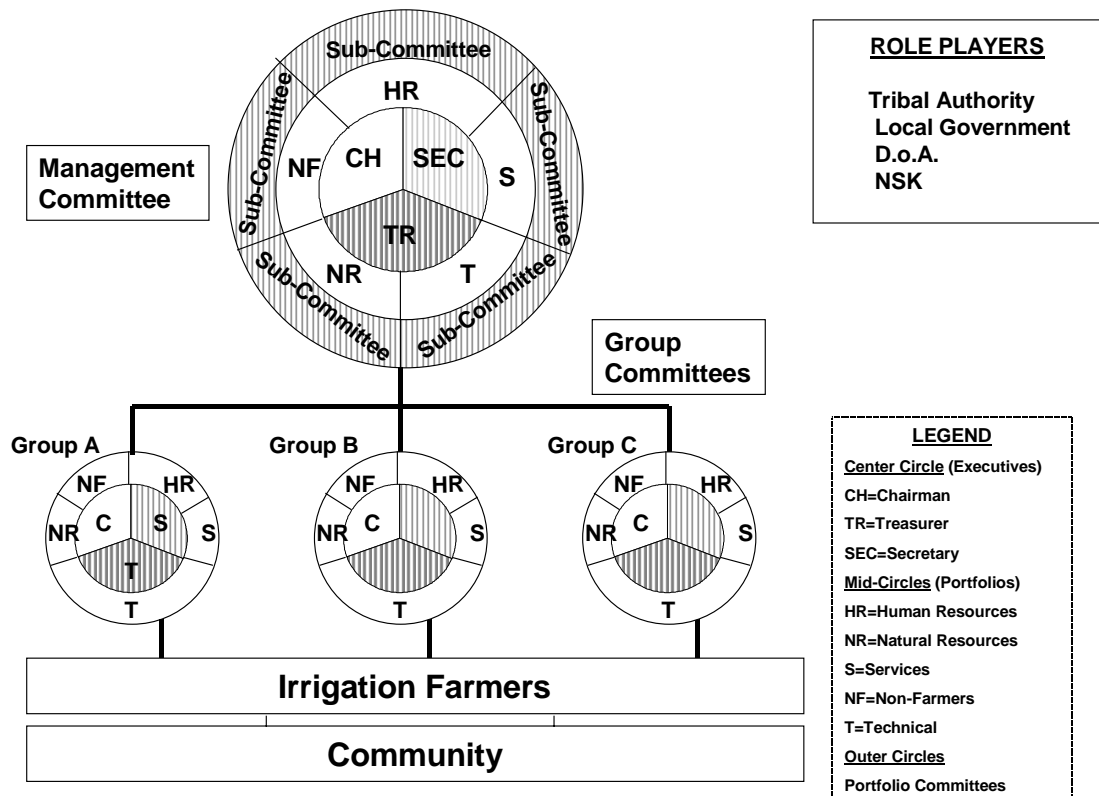 Sub-Committee
Sub-Committee
Sub-Committee
HR
NF
CH
SEC
S
TR
NR
T
Sub-Committee
Sub-Committee
Management
Committee
ROLE PLAYERS
Tribal Authority
Local Government
D.o.A.
NSK
Group
Committees
Group A
NF
HR
NR
C
S
S
T
T
Group B
NF
HR
NR
C
S
T
Group C
NF
HR
NR
C
S
T
LEGEND
Center Circle (Executives)
CH=Chairman
TR=Treasurer
SEC=Secretary
Mid-Circles (Portfolios)
HR=Human Resources
NR=Natural Resources
S=Services
NF=Non-Farmers
T=Technical
Outer Circles
Portfolio Committees
Irrigation Farmers
Community